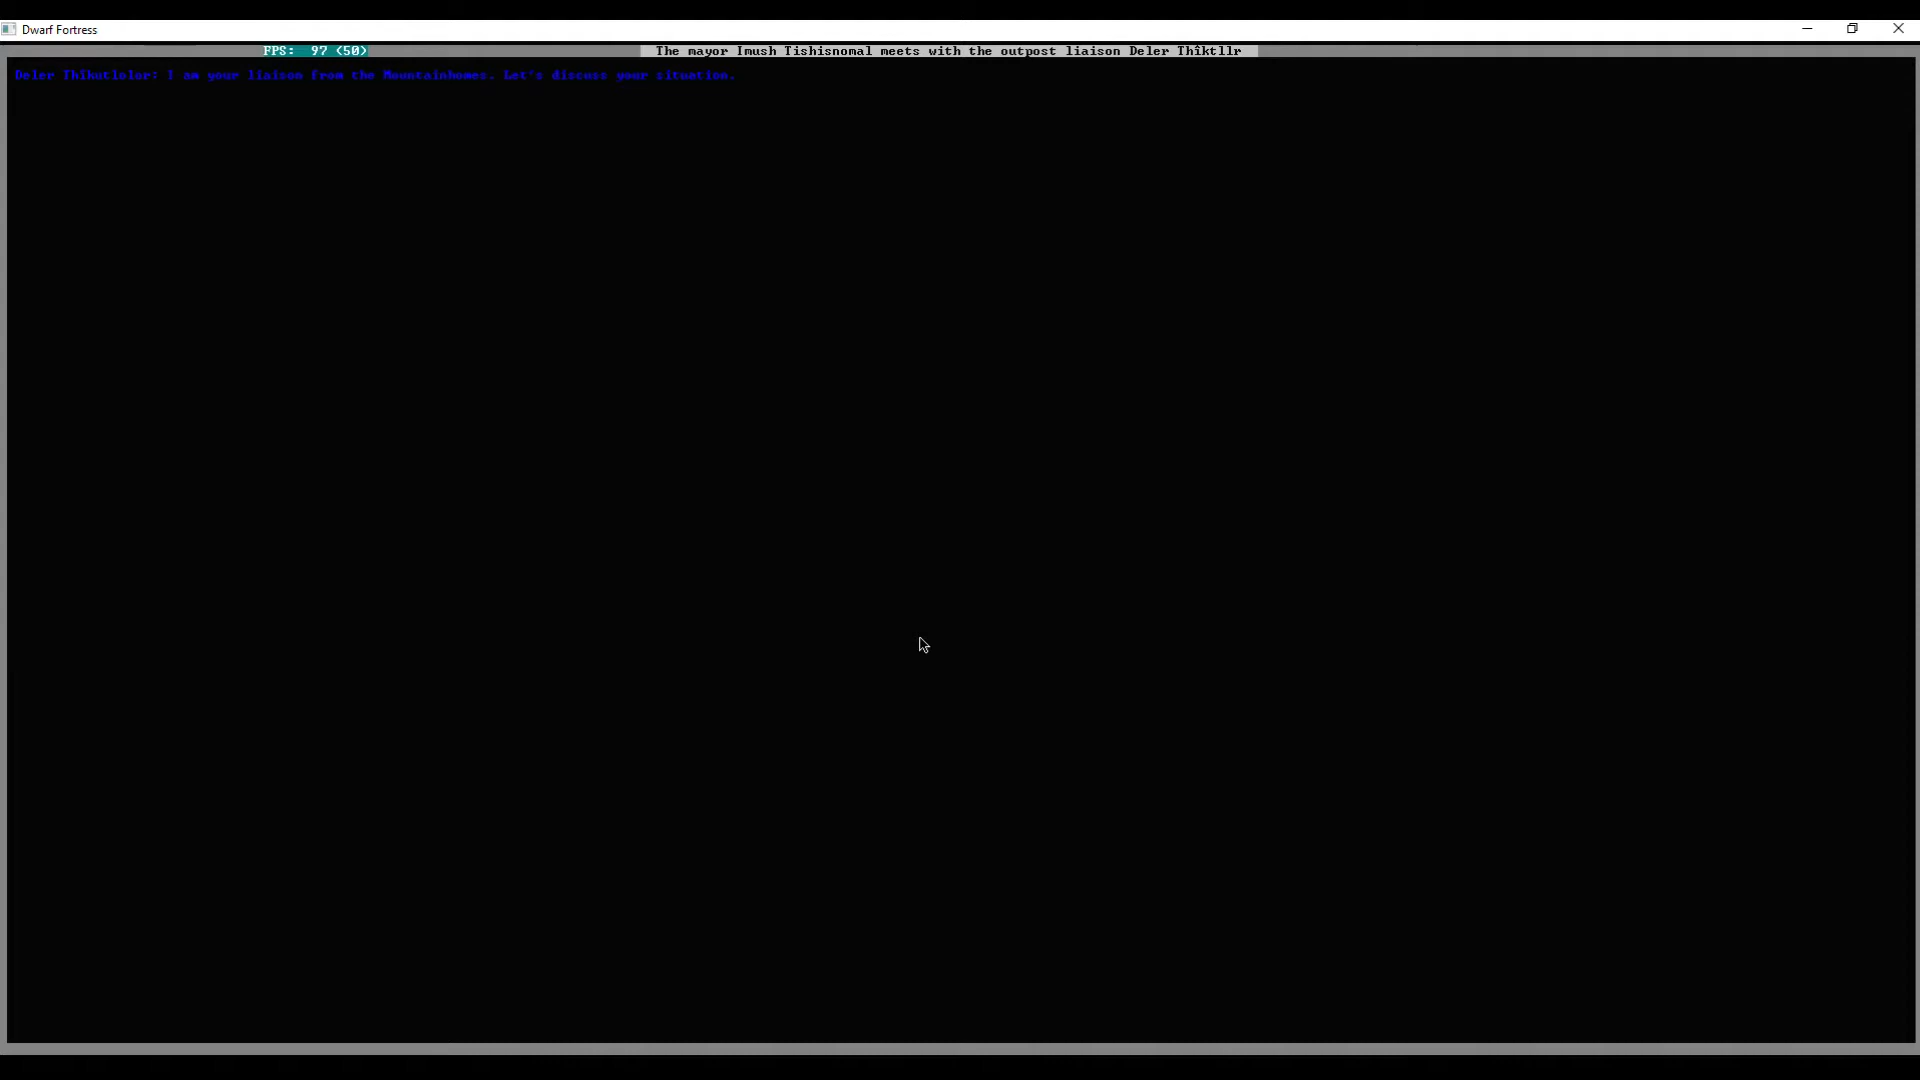 Dwarf Fortress
FPS: 97 (50)
The mayor Imush Tishisnomal meets with the outpost liaison Deler Thîktllr
Deler Thîkutlolor: I am your liaison from the Mountainhomes. Let's discuss your situation.